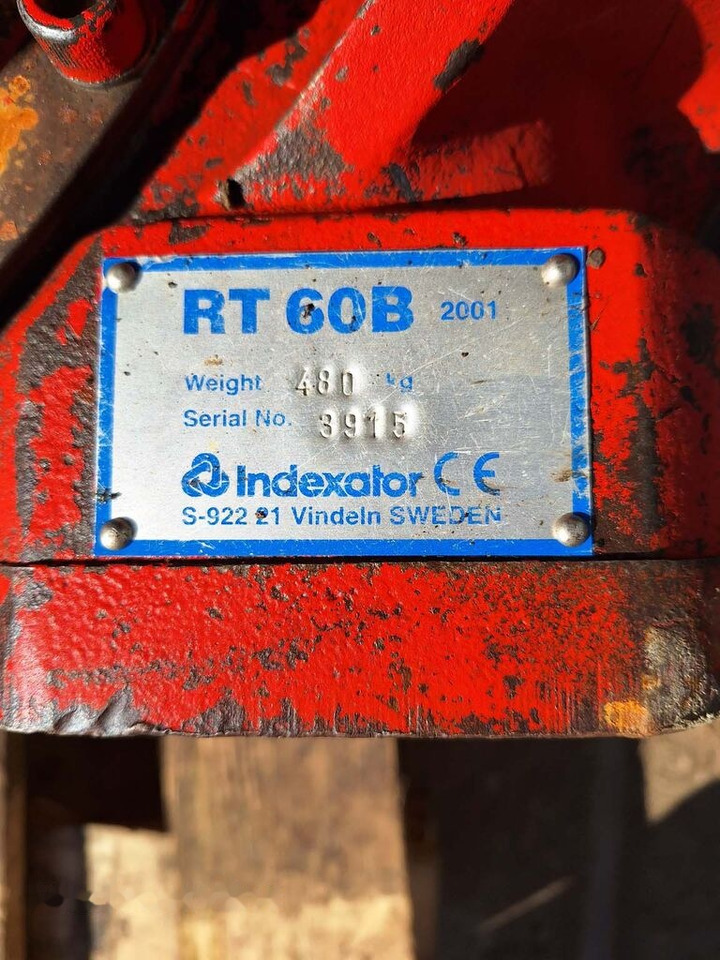 RT 60B 2001
Weight 480 kg
Serial No. 3915
Indexator CE
S-922 21 Vindeln SWEDEN